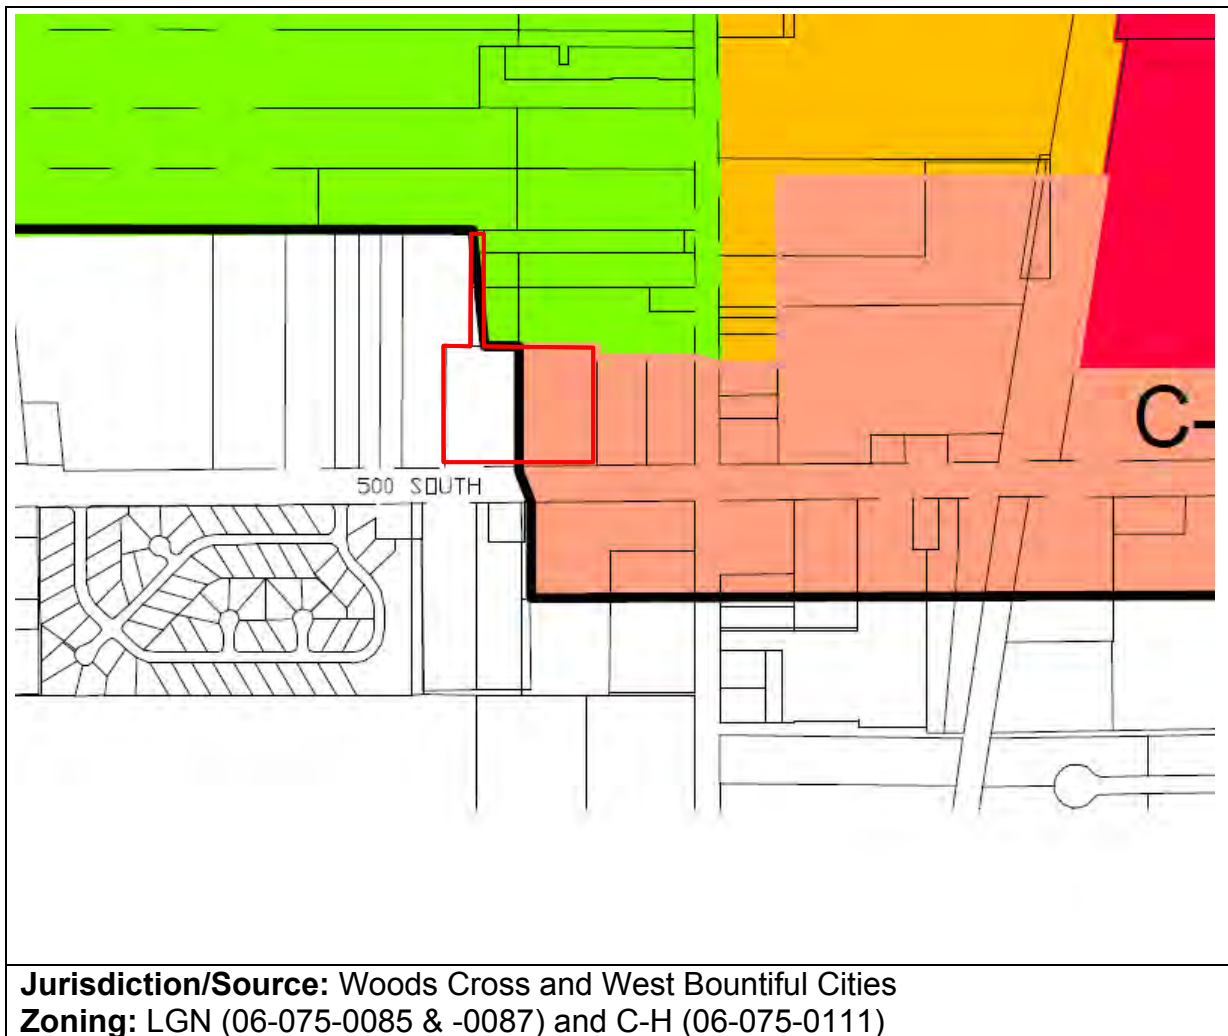 C-
500 SOUTH
Jurisdiction/Source: Woods Cross and West Bountiful Cities
Zoning: LGN (06-075-0085 & -0087) and C-H (06-075-0111)